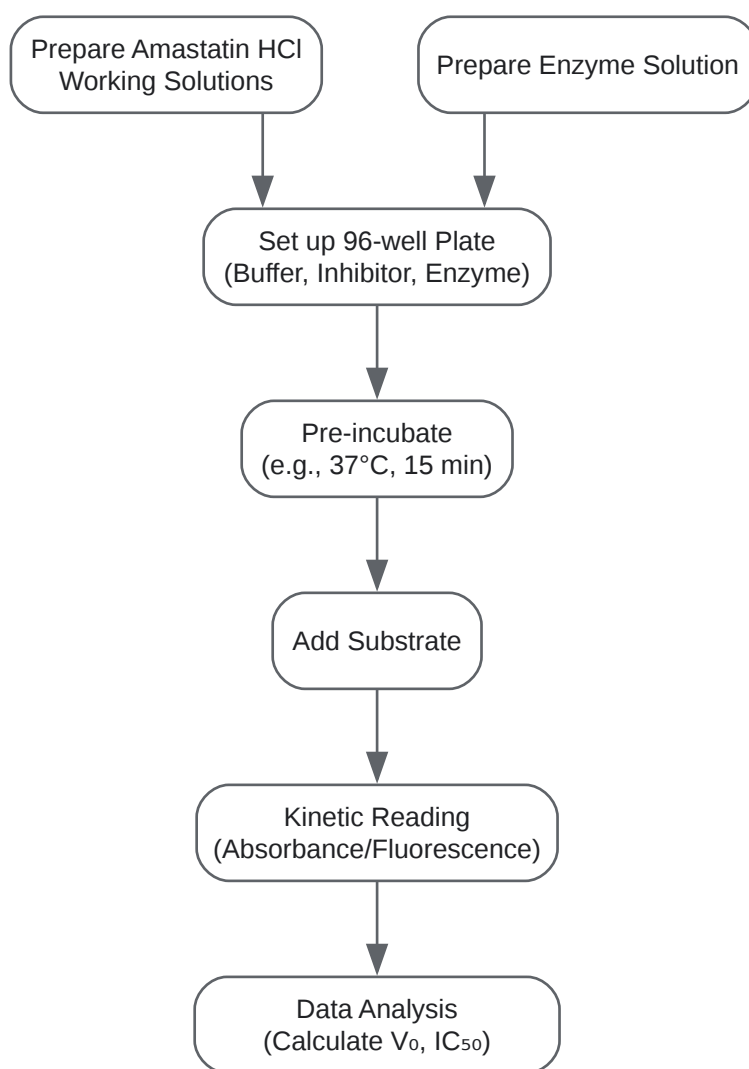 Prepare Amastatin HCl
Working Solutions
Prepare Enzyme Solution
Set up 96-well Plate
(Buffer, Inhibitor, Enzyme)
Pre-incubate
(e.g., 37°C, 15 min)
Add Substrate
Kinetic Reading
(Absorbance/Fluorescence)
Data Analysis
(Calculate V₀, IC₅₀)